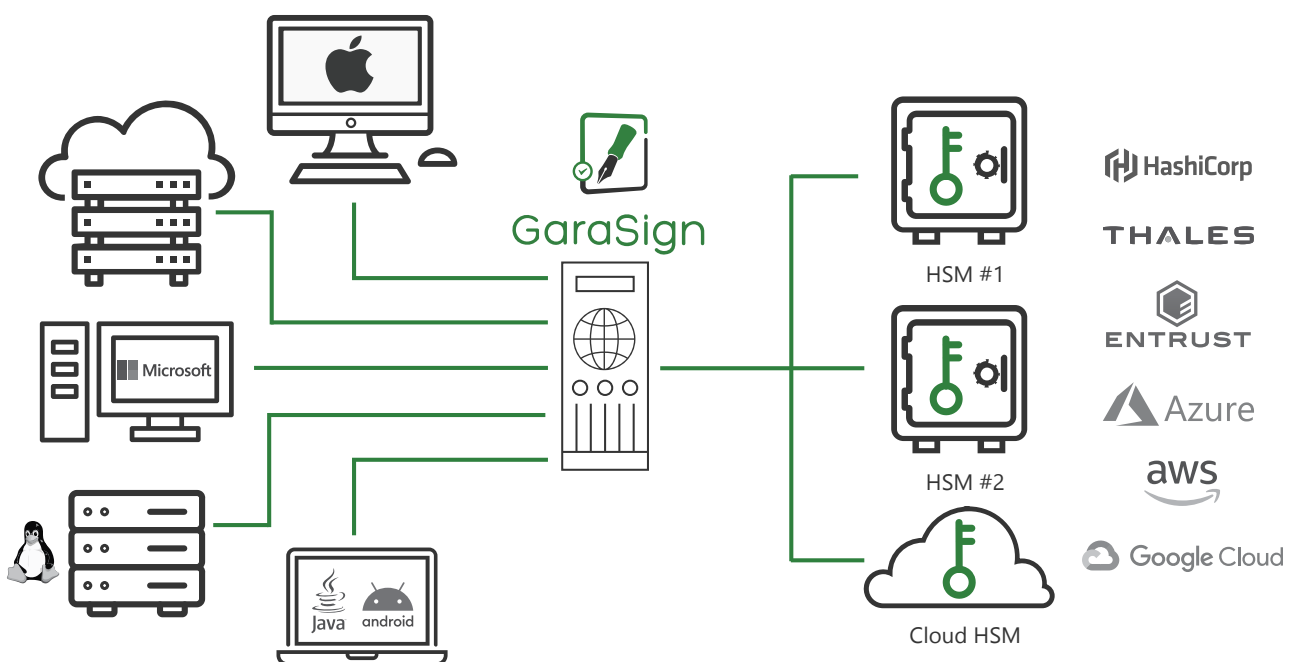 GaraSign
Microsoft
Java
android
HSM #1
HSM #2
Cloud HSM
HashiCorp
THALES
ENTRUST
Azure
aws
Google Cloud